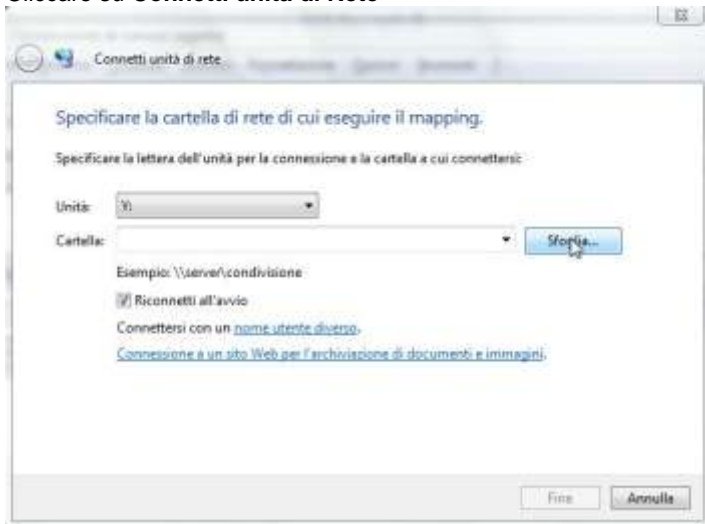 Cliccare su Connetti unità di Rete
Connetti unità di rete
Specificare la cartella di rete di cui eseguire il mapping.
Specificare la lettera dell'unità per la connessione e la cartella a cui connettersi:
Unità: Y:
Cartella: Sfoglia...
Esempio: \\server\condivisione
Riconnetti all'avvio
Connettersi con un nome utente diverso.
Connessione a un sito Web per l'archiviazione di documenti e immagini.
Fine Annulla